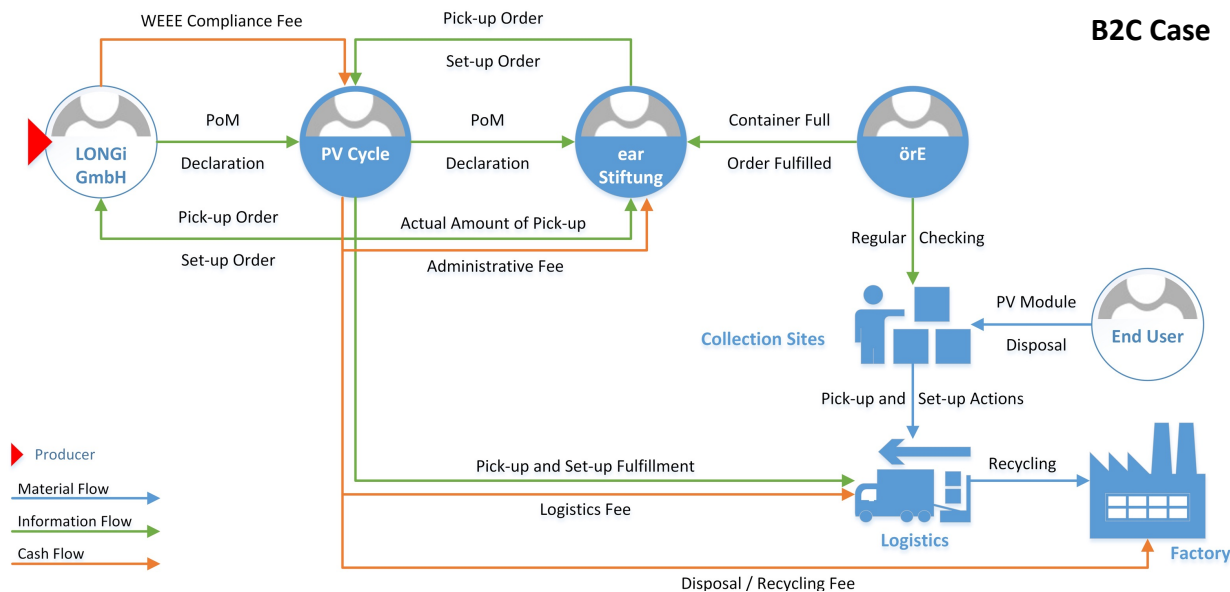 Pick-up Order
WEEE Compliance Fee
B2C Case
Set-up Order
PoM
PoM
Container Full
LONGi
GmbH
PV Cycle
ear
Stiftung
örE
Declaration
Declaration
Order Fulfilled
Pick-up Order
Actual Amount of Pick-up
Set-up Order
Administrative Fee
Regular Checking
PV Module
Collection Sites
End User
Disposal
Pick-up and Set-up Actions
Producer
Pick-up and Set-up Fulfillment
Recycling
Material Flow
Logistics Fee
Information Flow
Logistics
Cash Flow
Factory
Disposal / Recycling Fee